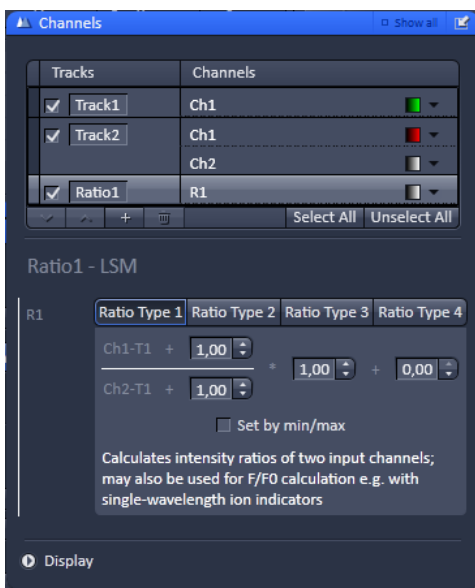 Channels
Show all
Tracks Channels
Track1 Ch1
Track2 Ch1
Ch2
Ratio1 R1
Select All Unselect All
Ratio1 - LSM
R1
Ratio Type 1 Ratio Type 2 Ratio Type 3 Ratio Type 4
Ch1-T1 + 1,00
* 1,00 + 0,00
Ch2-T1 + 1,00
Set by min/max
Calculates intensity ratios of two input channels;
may also be used for F/F0 calculation e.g. with
single-wavelength ion indicators
Display